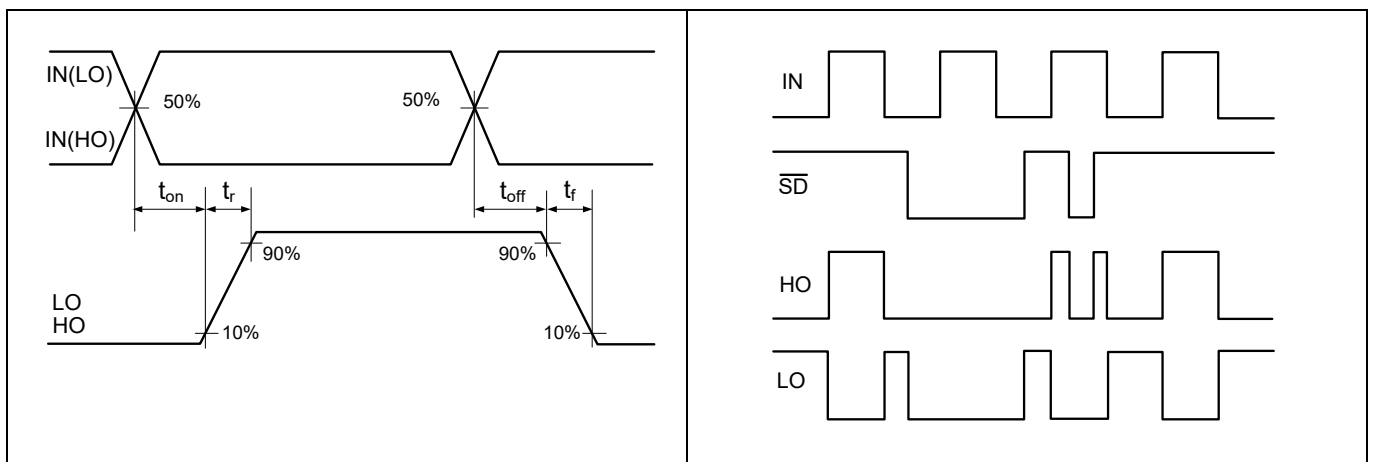 IN(LO)
50%
50%
IN(HO)
ton
tr
toff
tf
90%
90%
LO
HO
10%
10%
IN
SD
HO
LO